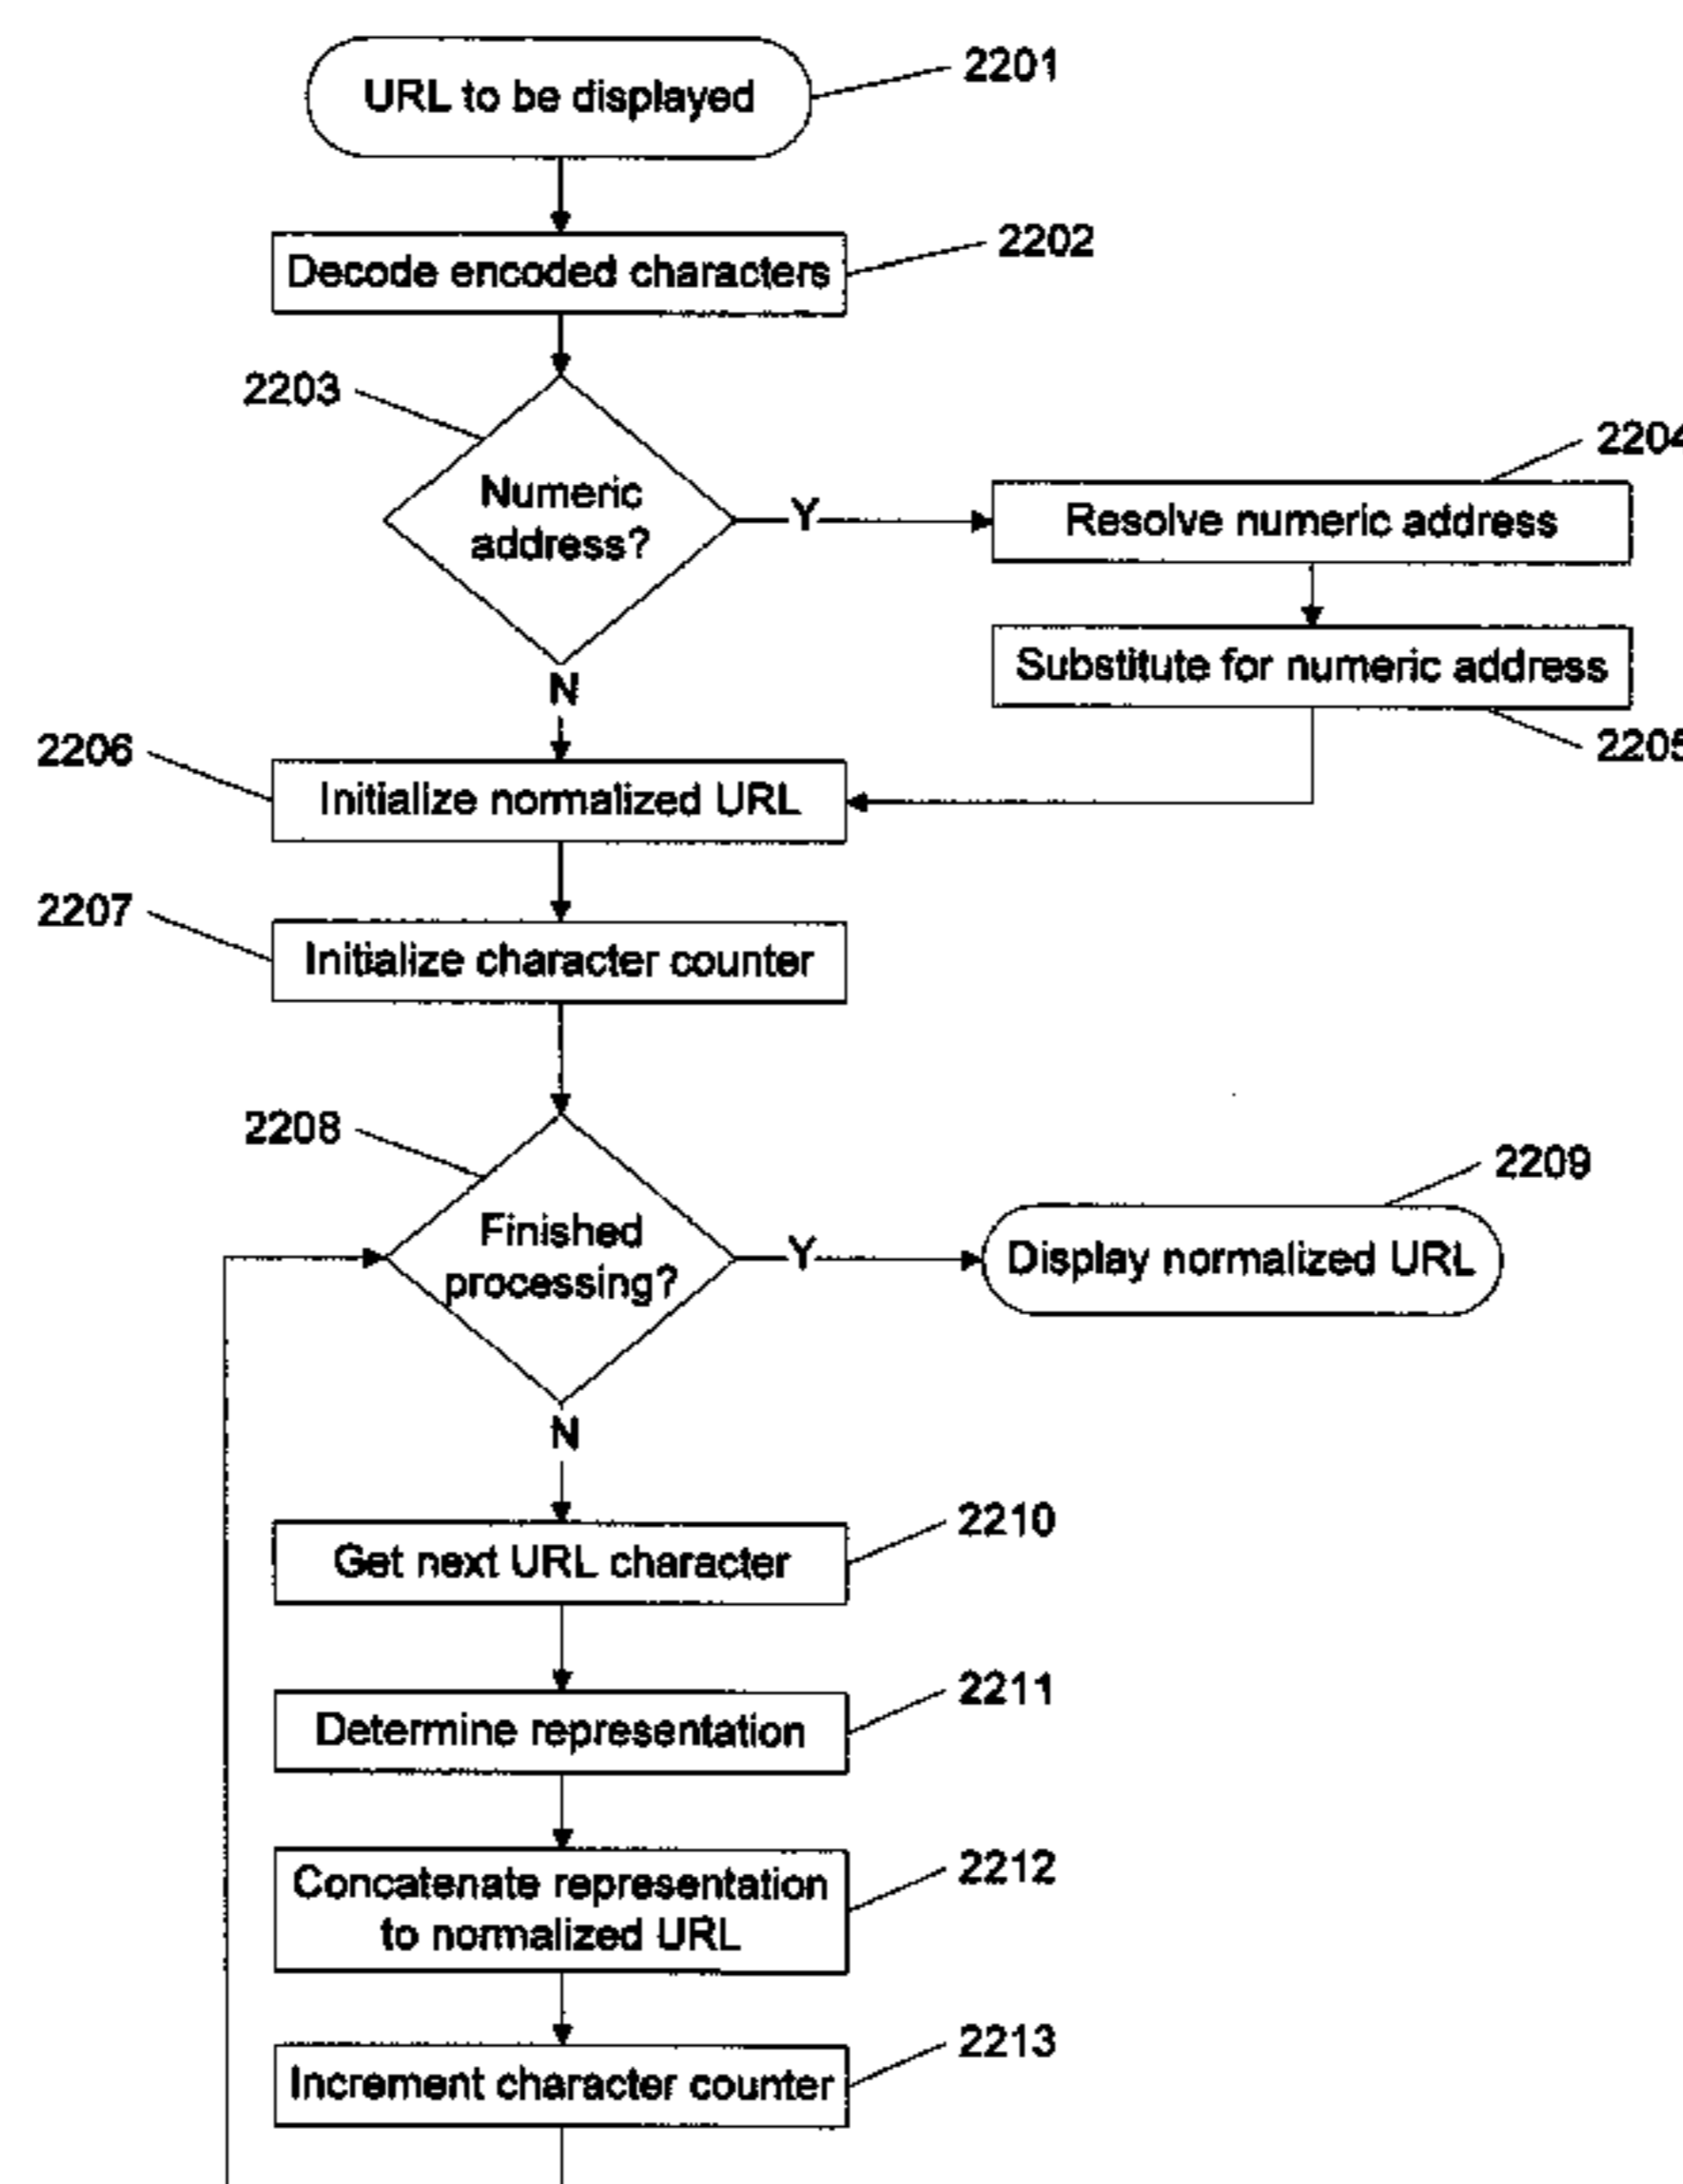 URL to be displayed
2201
Decode encoded characters
2202
2203
Numeric
address?
Y
2204
Resolve numeric address
Substitute for numeric address
2205
N
2206
Initialize normalized URL
2207
Initialize character counter
2208
Finished
processing?
Y
2209
Display normalized URL
N
2210
Get next URL character
2211
Determine representation
2212
Concatenate representation
to normalized URL
2213
Increment character counter